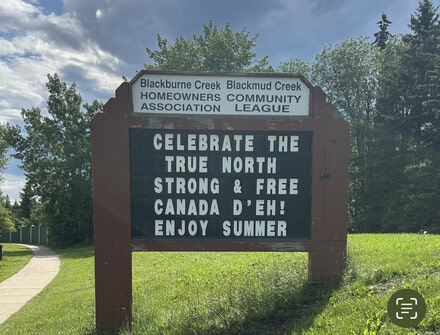 Blackburne Creek Blackmud Creek
HOMEOWNERS COMMUNITY
ASSOCIATION LEAGUE
CELEBRATE THE
TRUE NORTH
STRONG & FREE
CANADA D'EH!
ENJOY SUMMER